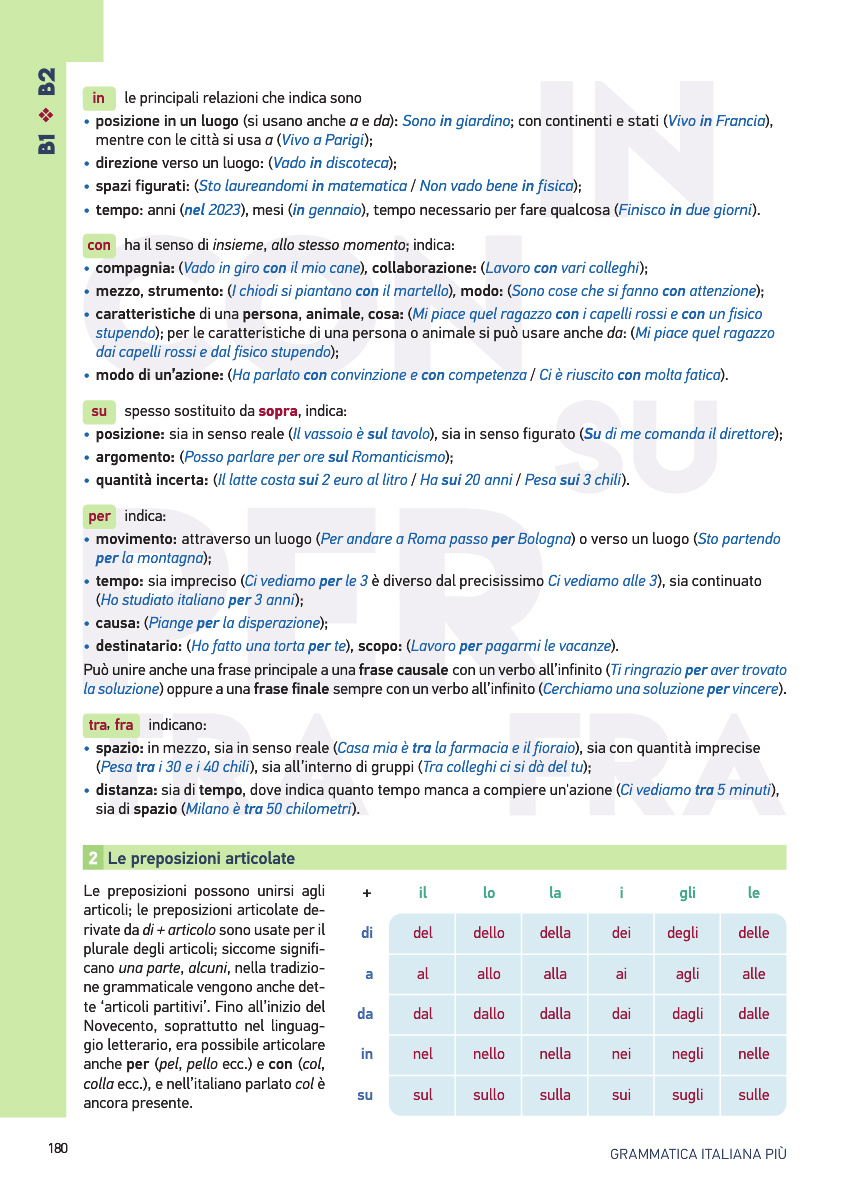 B1 ❖ B2
in le principali relazioni che indica sono
• posizione in un luogo (si usano anche a e da): Sono in giardino; con continenti e stati (Vivo in Francia),
mentre con le città si usa a (Vivo a Parigi);
• direzione verso un luogo: (Vado in discoteca);
• spazi figurati: (Sto laureandomi in matematica / Non vado bene in fisica);
• tempo: anni (nel 2023), mesi (in gennaio), tempo necessario per fare qualcosa (Finisco in due giorni).
con ha il senso di insieme, allo stesso momento; indica:
• compagnia: (Vado in giro con il mio cane), collaborazione: (Lavoro con vari colleghi);
• mezzo, strumento: (I chiodi si piantano con il martello), modo: (Sono cose che si fanno con attenzione);
• caratteristiche di una persona, animale, cosa: (Mi piace quel ragazzo con i capelli rossi e con un fisico
stupendo); per le caratteristiche di una persona o animale si può usare anche da: (Mi piace quel ragazzo
dai capelli rossi e dal fisico stupendo);
• modo di un'azione: (Ha parlato con convinzione e con competenza / Ci è riuscito con molta fatica).
su spesso sostituito da sopra, indica:
• posizione: sia in senso reale (Il vassoio è sul tavolo), sia in senso figurato (Su di me comanda il direttore);
• argomento: (Posso parlare per ore sul Romanticismo);
• quantità incerta: (Il latte costa sui 2 euro al litro / Ha sui 20 anni / Pesa sui 3 chili).
per indica:
• movimento: attraverso un luogo (Per andare a Roma passo per Bologna) o verso un luogo (Sto partendo
per la montagna);
• tempo: sia impreciso (Ci vediamo per le 3 è diverso dal precisissimo Ci vediamo alle 3), sia continuato
(Ho studiato italiano per 3 anni);
• causa: (Piange per la disperazione);
• destinatario: (Ho fatto una torta per te), scopo: (Lavoro per pagarmi le vacanze).
Può unire anche una frase principale a una frase causale con un verbo all'infinito (Ti ringrazio per aver trovato
la soluzione) oppure a una frase finale sempre con un verbo all'infinito (Cerchiamo una soluzione per vincere).
tra, fra indicano:
• spazio: in mezzo, sia in senso reale (Casa mia è tra la farmacia e il fioraio), sia con quantità imprecise
(Pesa tra i 30 e i 40 chili), sia all'interno di gruppi (Tra colleghi ci si dà del tu);
• distanza: sia di tempo, dove indica quanto tempo manca a compiere un'azione (Ci vediamo tra 5 minuti),
sia di spazio (Milano è tra 50 chilometri).
IN
CON
SU
PER
TRA FRA
2 Le preposizioni articolate
Le preposizioni possono unirsi agli
articoli; le preposizioni articolate de-
rivate da di + articolo sono usate per il
plurale degli articoli; siccome signifi-
cano una parte, alcuni, nella tradizio-
ne grammaticale vengono anche det-
te 'articoli partitivi'. Fino all'inizio del
Novecento, soprattutto nel linguag-
gio letterario, era possibile articolare
anche per (pel, pello ecc.) e con (col,
colla ecc.), e nell'italiano parlato col è
ancora presente.
+ il lo la i gli le
di del dello della dei degli delle
a al allo alla ai agli alle
da dal dallo dalla dai dagli dalle
in nel nello nella nei negli nelle
su sul sullo sulla sui sugli sulle
180
GRAMMATICA ITALIANA PIÙ